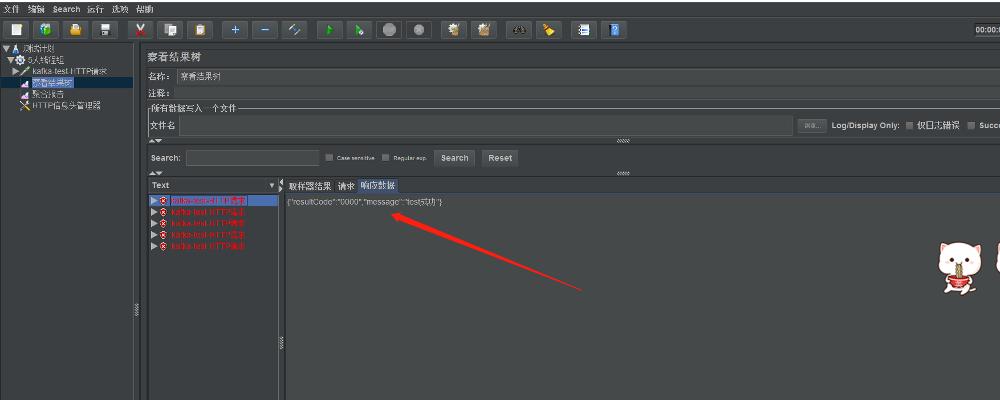 文件 编辑 Search 运行 选项 帮助
STOP
00:00:0
测试计划
5人线程组
kafka-test-HTTP请求
察看结果树
聚合报告
HTTP信息头管理器
察看结果树
名称： 察看结果树
注释：
所有数据写入一个文件
文件名 浏览... Log/Display Only: 仅日志错误 Succe
Search: Case sensitive Regular exp. Search Reset
Text
取样器结果 请求 响应数据
kafka-test-HTTP请求
kafka-test-HTTP请求
kafka-test-HTTP请求
kafka-test-HTTP请求
kafka-test-HTTP请求
{"resultCode":"0000","message":"test成功"}